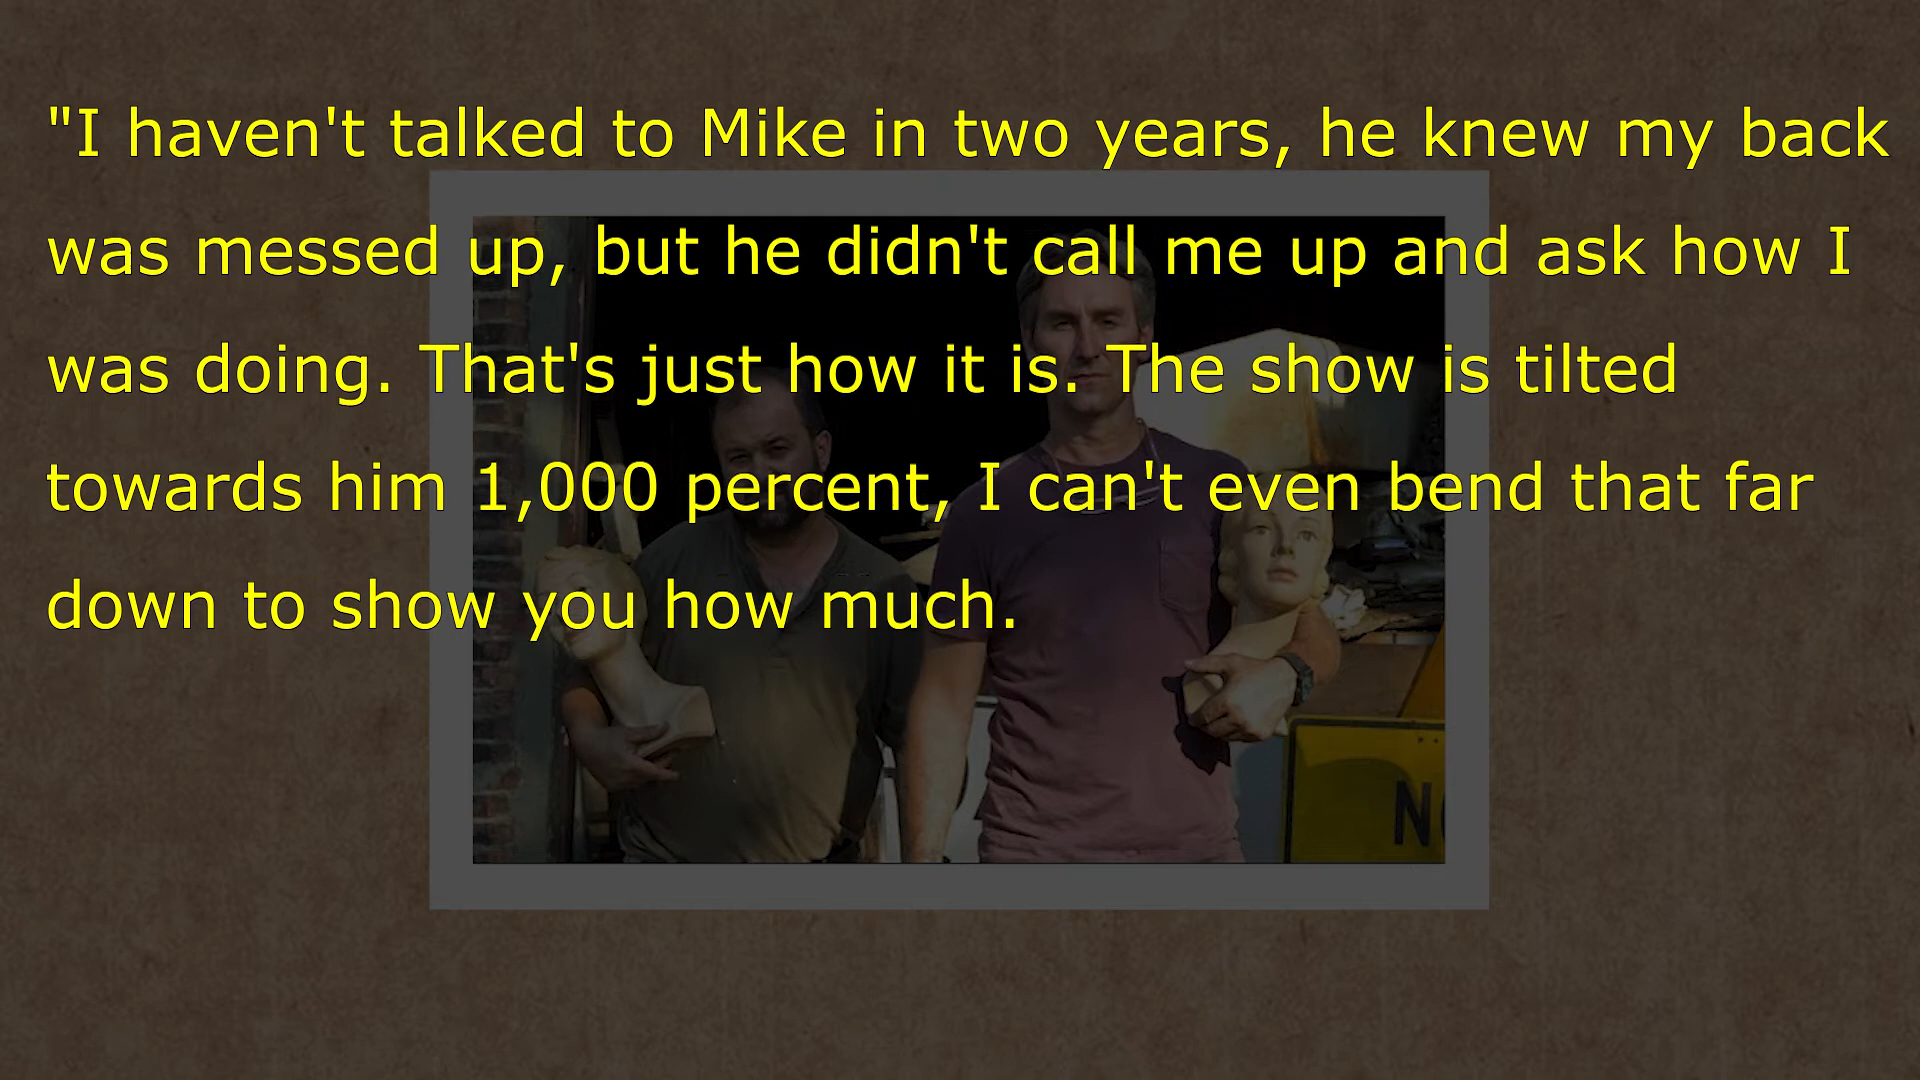 "I haven't talked to Mike in two years, he knew my back
was messed up, but he didn't call me up and ask how I
was doing. That's just how it is. The show is tilted
towards him 1,000 percent, I can't even bend that far
down to show you how much.